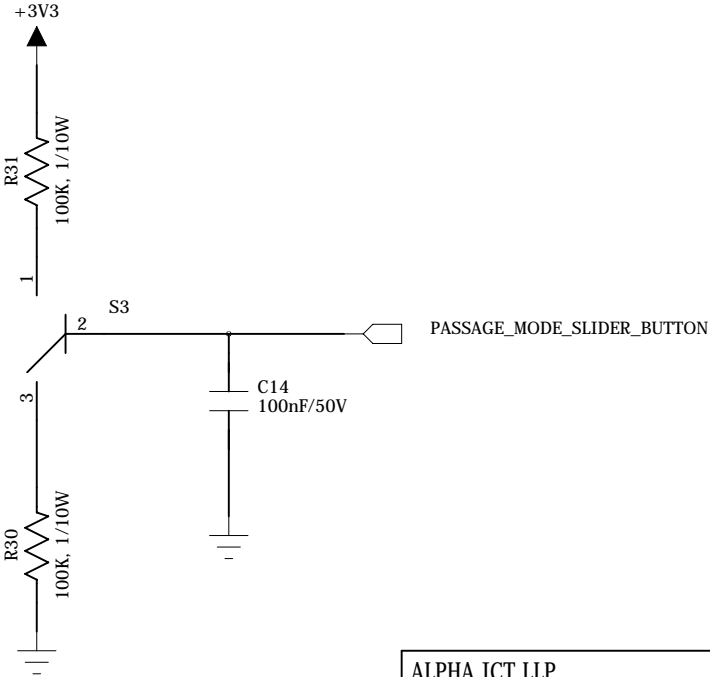 +3V3
R31
100K, 1/10W
1
S3
2
PASSAGE_MODE_SLIDER_BUTTON
3
C14
100nF/50V
R30
100K, 1/10W
ALPHA ICT LLP